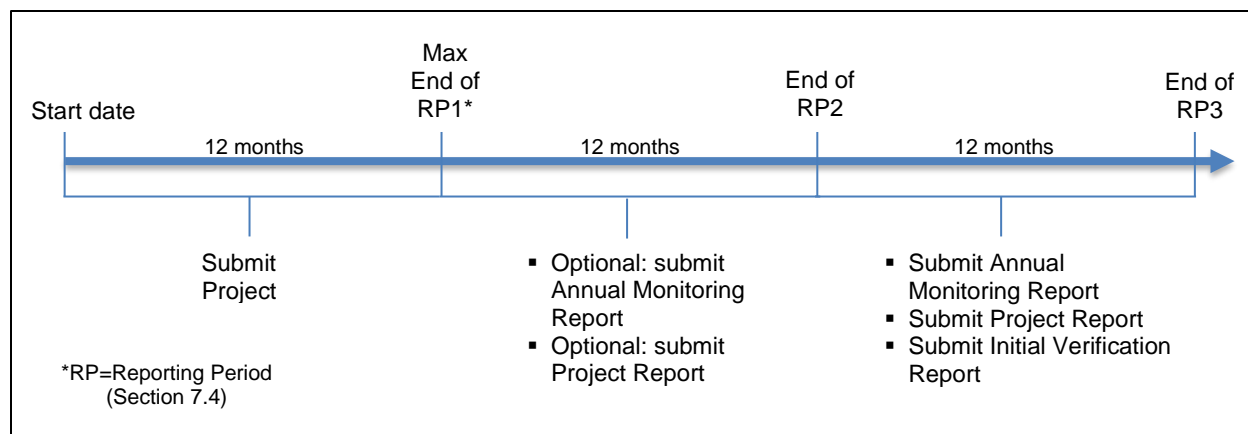 Start date
Max
End of
RP1*
End of
RP2
End of
RP3
12 months
12 months
12 months
Submit
Project
▪ Optional: submit
Annual Monitoring
Report
▪ Optional: submit
Project Report
▪ Submit Annual
Monitoring Report
▪ Submit Project Report
▪ Submit Initial Verification
Report
*RP=Reporting Period
(Section 7.4)